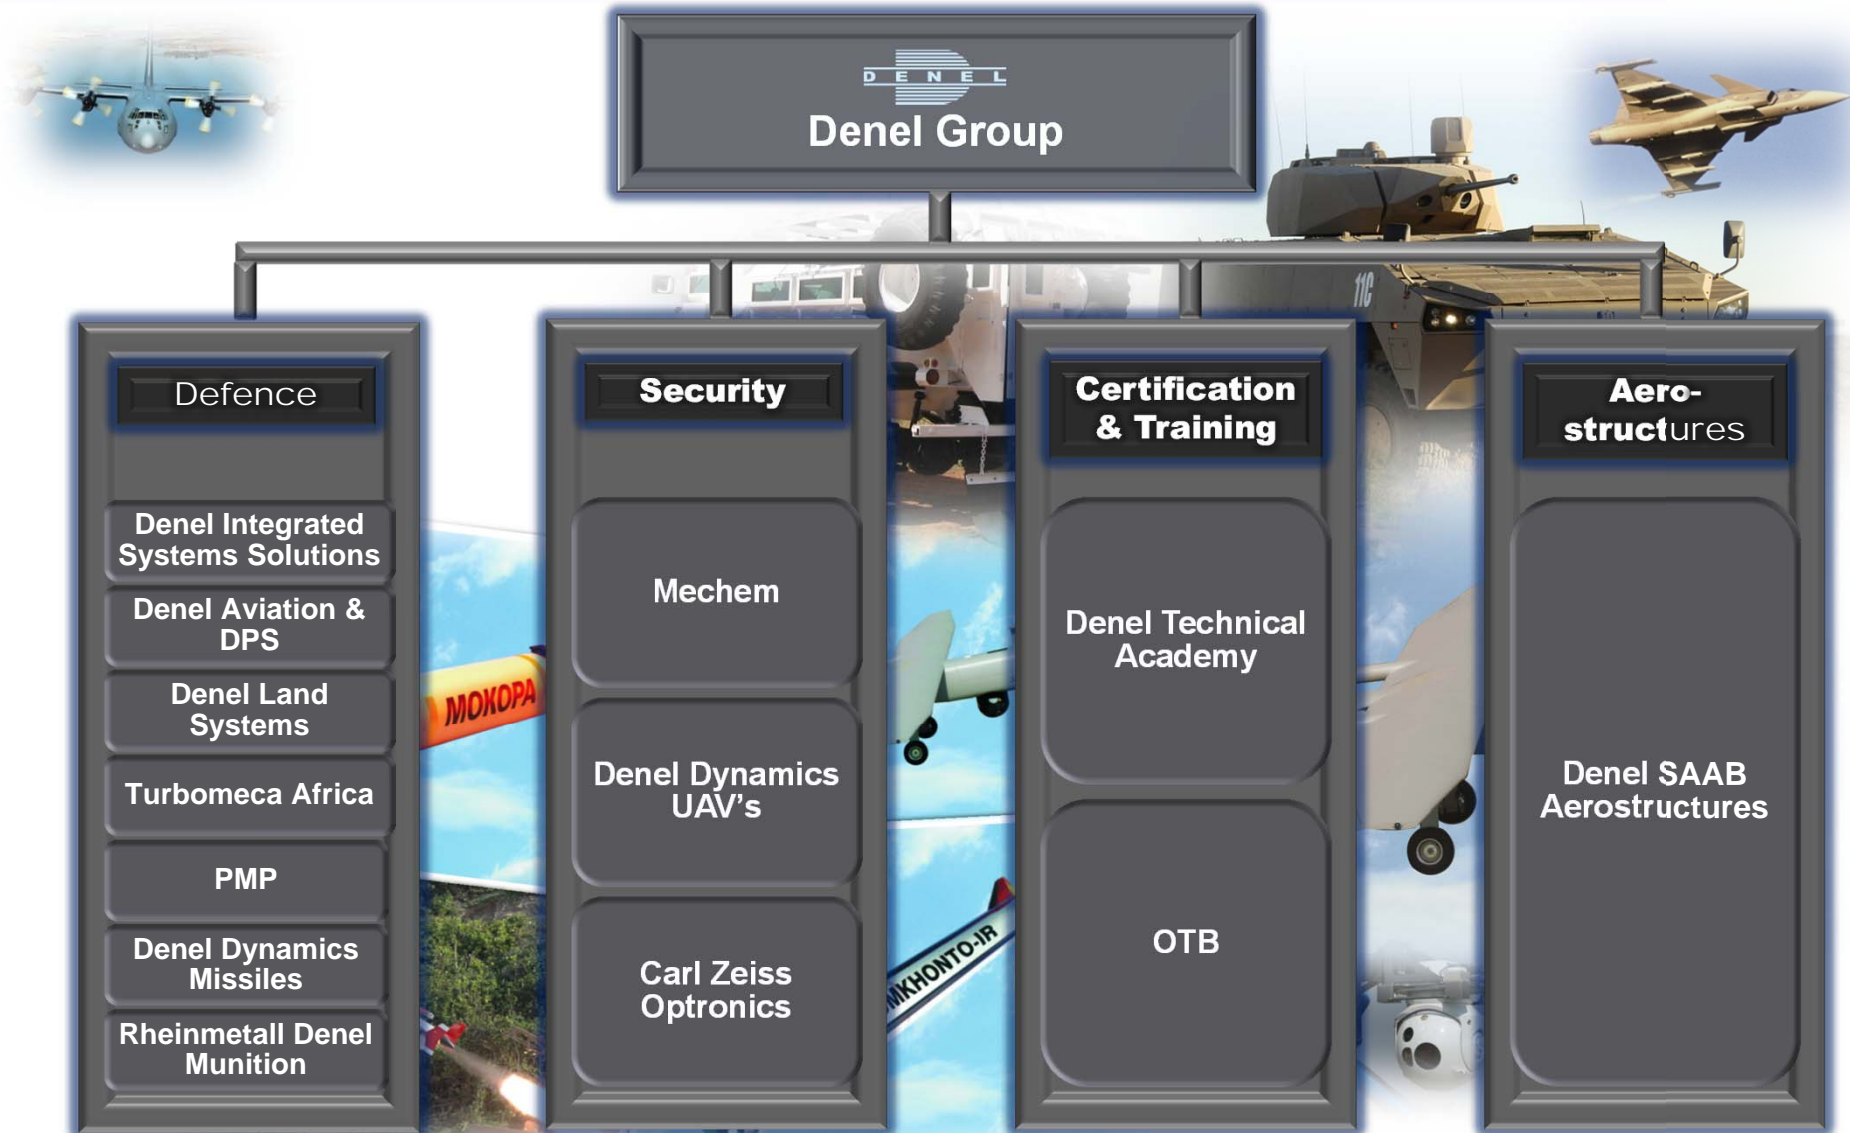 DENEL
Denel Group
11C
Defence
Denel Integrated
Systems Solutions
Denel Aviation &
DPS
Denel Land
Systems
Turbomeca Africa
PMP
Denel Dynamics
Missiles
Rheinmetall Denel
Munition
MOKOPA
Security
Mechem
Denel Dynamics
UAV's
Carl Zeiss
Optronics
MKHONTO-IR
Certification
& Training
Denel Technical
Academy
OTB
Aero-
structures
Denel SAAB
Aerostructures